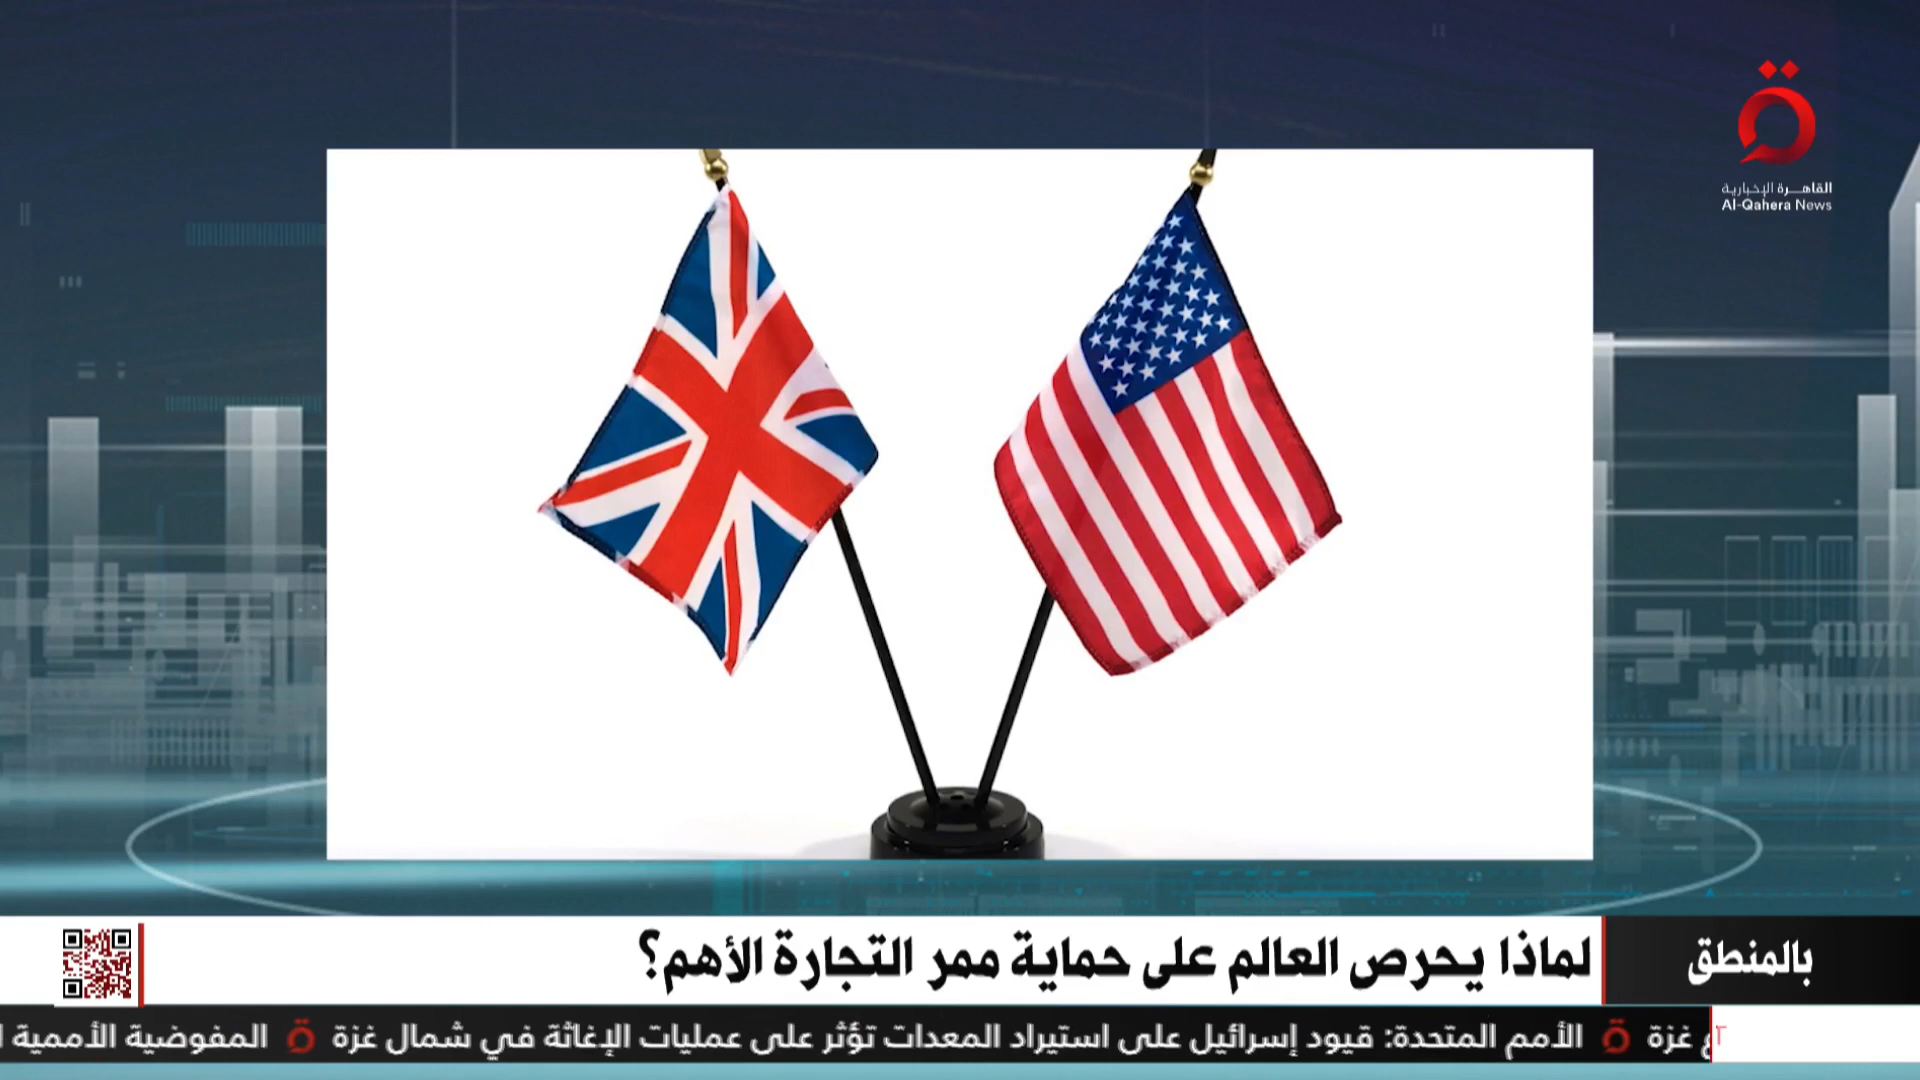 القاهرة الإخبارية
Al-Qahera News
بالمنطق
لماذا يحرص العالم على حماية ممر التجارة الأهم؟
غزة
الأمم المتحدة: قيود إسرائيل على استيراد المعدات تؤثر على عمليات الإغاثة في شمال غزة
المفوضية الأممية